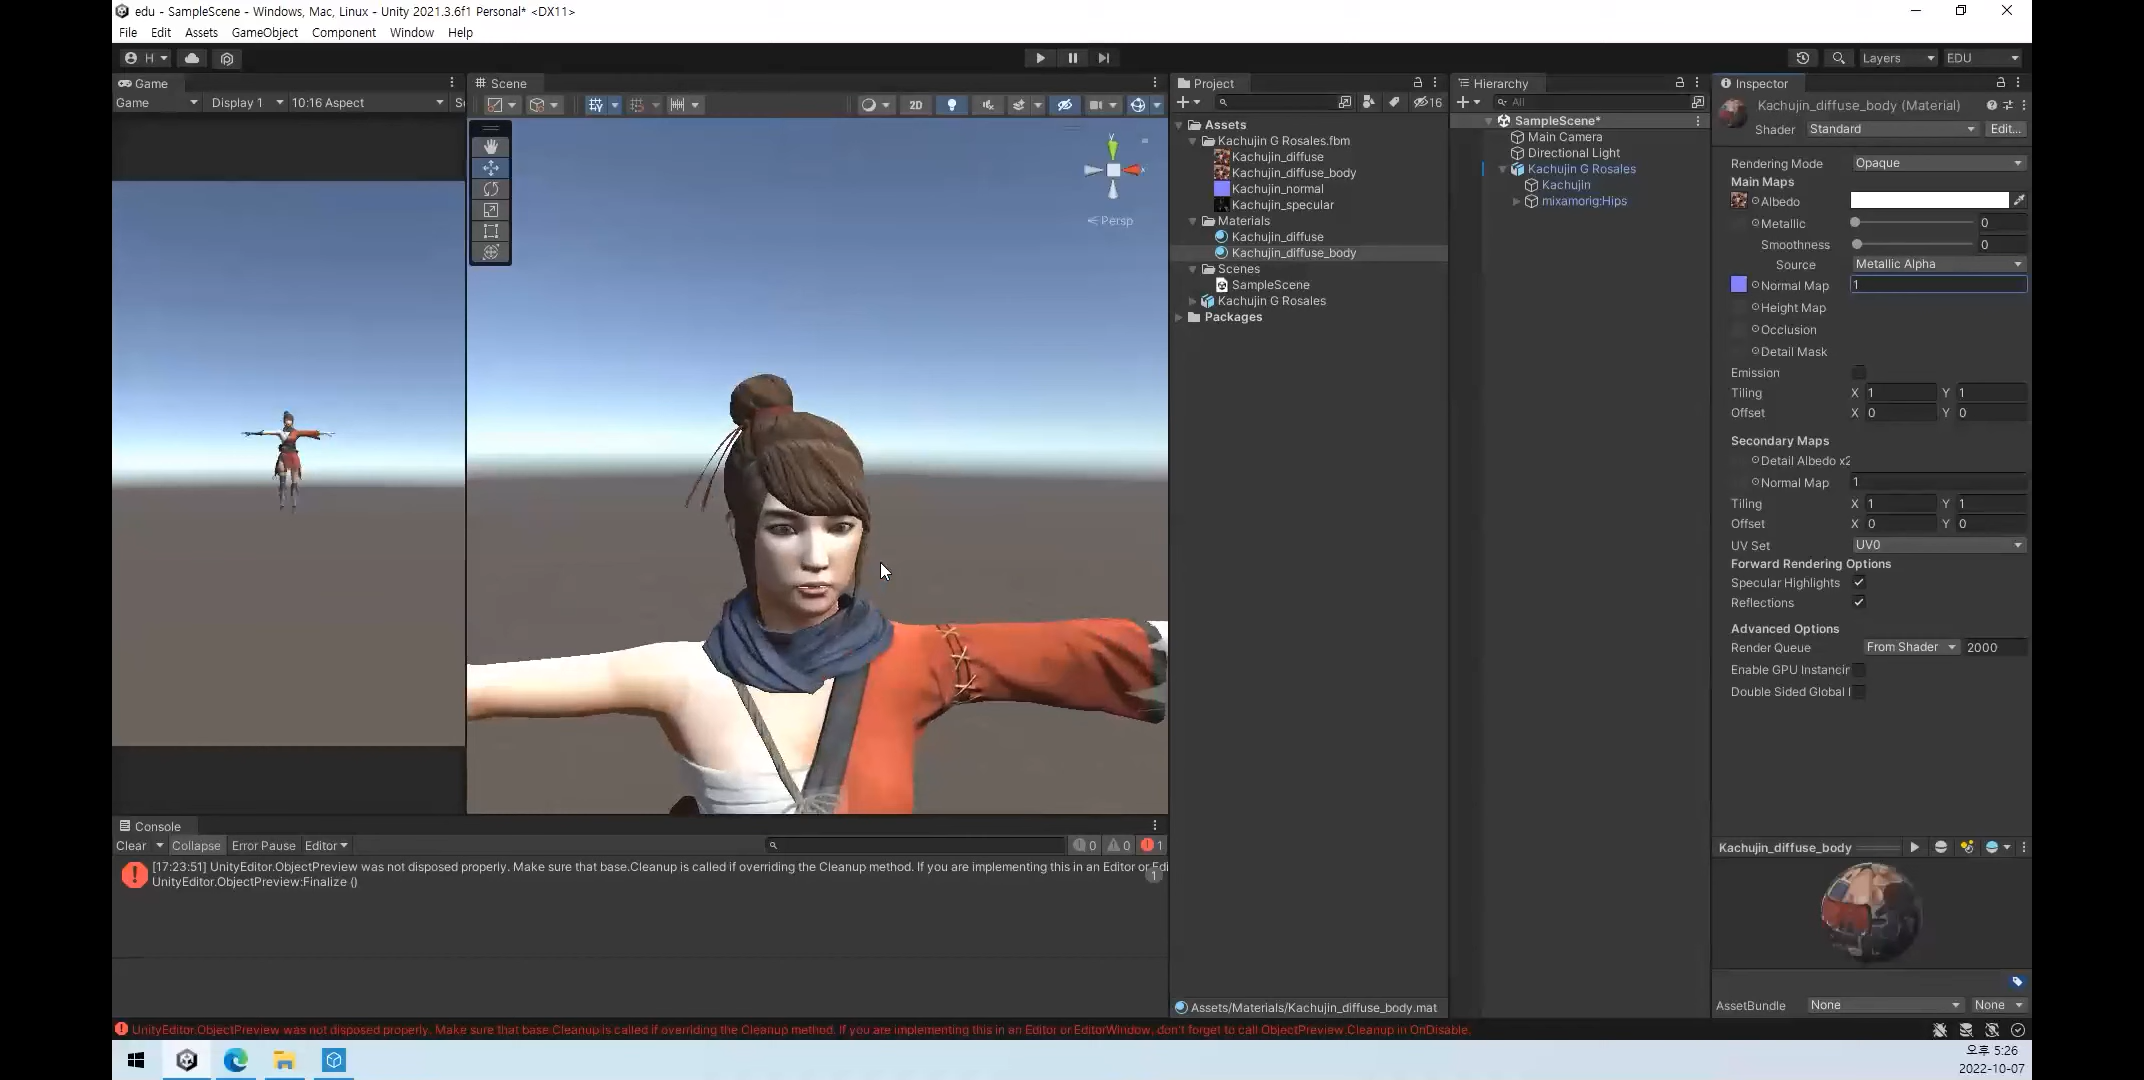 edu - SampleScene - Windows, Mac, Linux - Unity 2021.3.6f1 Personal* <DX11>
File Edit Assets GameObject Component Window Help
H
Layers EDU
Game
Game Display 1 10:16 Aspect
Scene
2D
Y
Persp
Project
16
Assets
Kachujin G Rosales.fbm
Kachujin_diffuse
Kachujin_diffuse_body
Kachujin_normal
Kachujin_specular
Materials
Kachujin_diffuse
Kachujin_diffuse_body
Scenes
SampleScene
Kachujin G Rosales
Packages
Assets/Materials/Kachujin_diffuse_body.mat
Hierarchy
All
SampleScene*
Main Camera
Directional Light
Kachujin G Rosales
Kachujin
mixamorig:Hips
Inspector
Kachujin_diffuse_body (Material)
Shader Standard Edit...
Rendering Mode Opaque
Main Maps
Albedo
Metallic 0
Smoothness 0
Source Metallic Alpha
Normal Map 1
Height Map
Occlusion
Detail Mask
Emission
Tiling X 1 Y 1
Offset X 0 Y 0
Secondary Maps
Detail Albedo x2
Normal Map 1
Tiling X 1 Y 1
Offset X 0 Y 0
UV Set UV0
Forward Rendering Options
Specular Highlights
Reflections
Advanced Options
Render Queue From Shader 2000
Enable GPU Instancin
Double Sided Global I
Kachujin_diffuse_body
AssetBundle None None
Console
Clear Collapse Error Pause Editor 0 0 1
[17:23:51] UnityEditor.ObjectPreview was not disposed properly. Make sure that base.Cleanup is called if overriding the Cleanup method. If you are implementing this in an Editor or Edi
UnityEditor.ObjectPreview:Finalize ()
1
UnityEditor.ObjectPreview was not disposed properly. Make sure that base.Cleanup is called if overriding the Cleanup method. If you are implementing this in an Editor or EditorWindow, don't forget to call ObjectPreview.Cleanup in OnDisable.
오후 5:26
2022-10-07